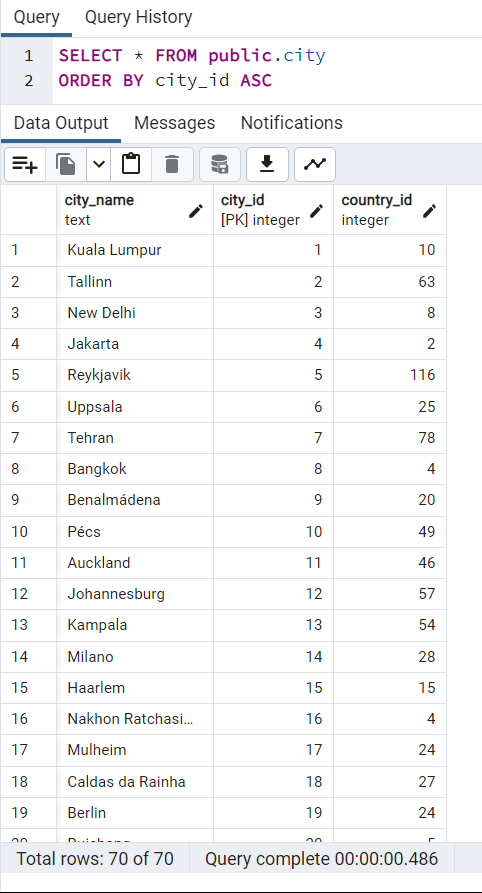 Query Query History
1 SELECT * FROM public.city
2 ORDER BY city_id ASC
Data Output Messages Notifications
city_name city_id country_id
text [PK] integer integer
1 Kuala Lumpur 1 10
2 Tallinn 2 63
3 New Delhi 3 8
4 Jakarta 4 2
5 Reykjavik 5 116
6 Uppsala 6 25
7 Tehran 7 78
8 Bangkok 8 4
9 Benalmádena 9 20
10 Pécs 10 49
11 Auckland 11 46
12 Johannesburg 12 57
13 Kampala 13 54
14 Milano 14 28
15 Haarlem 15 15
16 Nakhon Ratchasi... 16 4
17 Mulheim 17 24
18 Caldas da Rainha 18 27
19 Berlin 19 24
Total rows: 70 of 70 Query complete 00:00:00.486